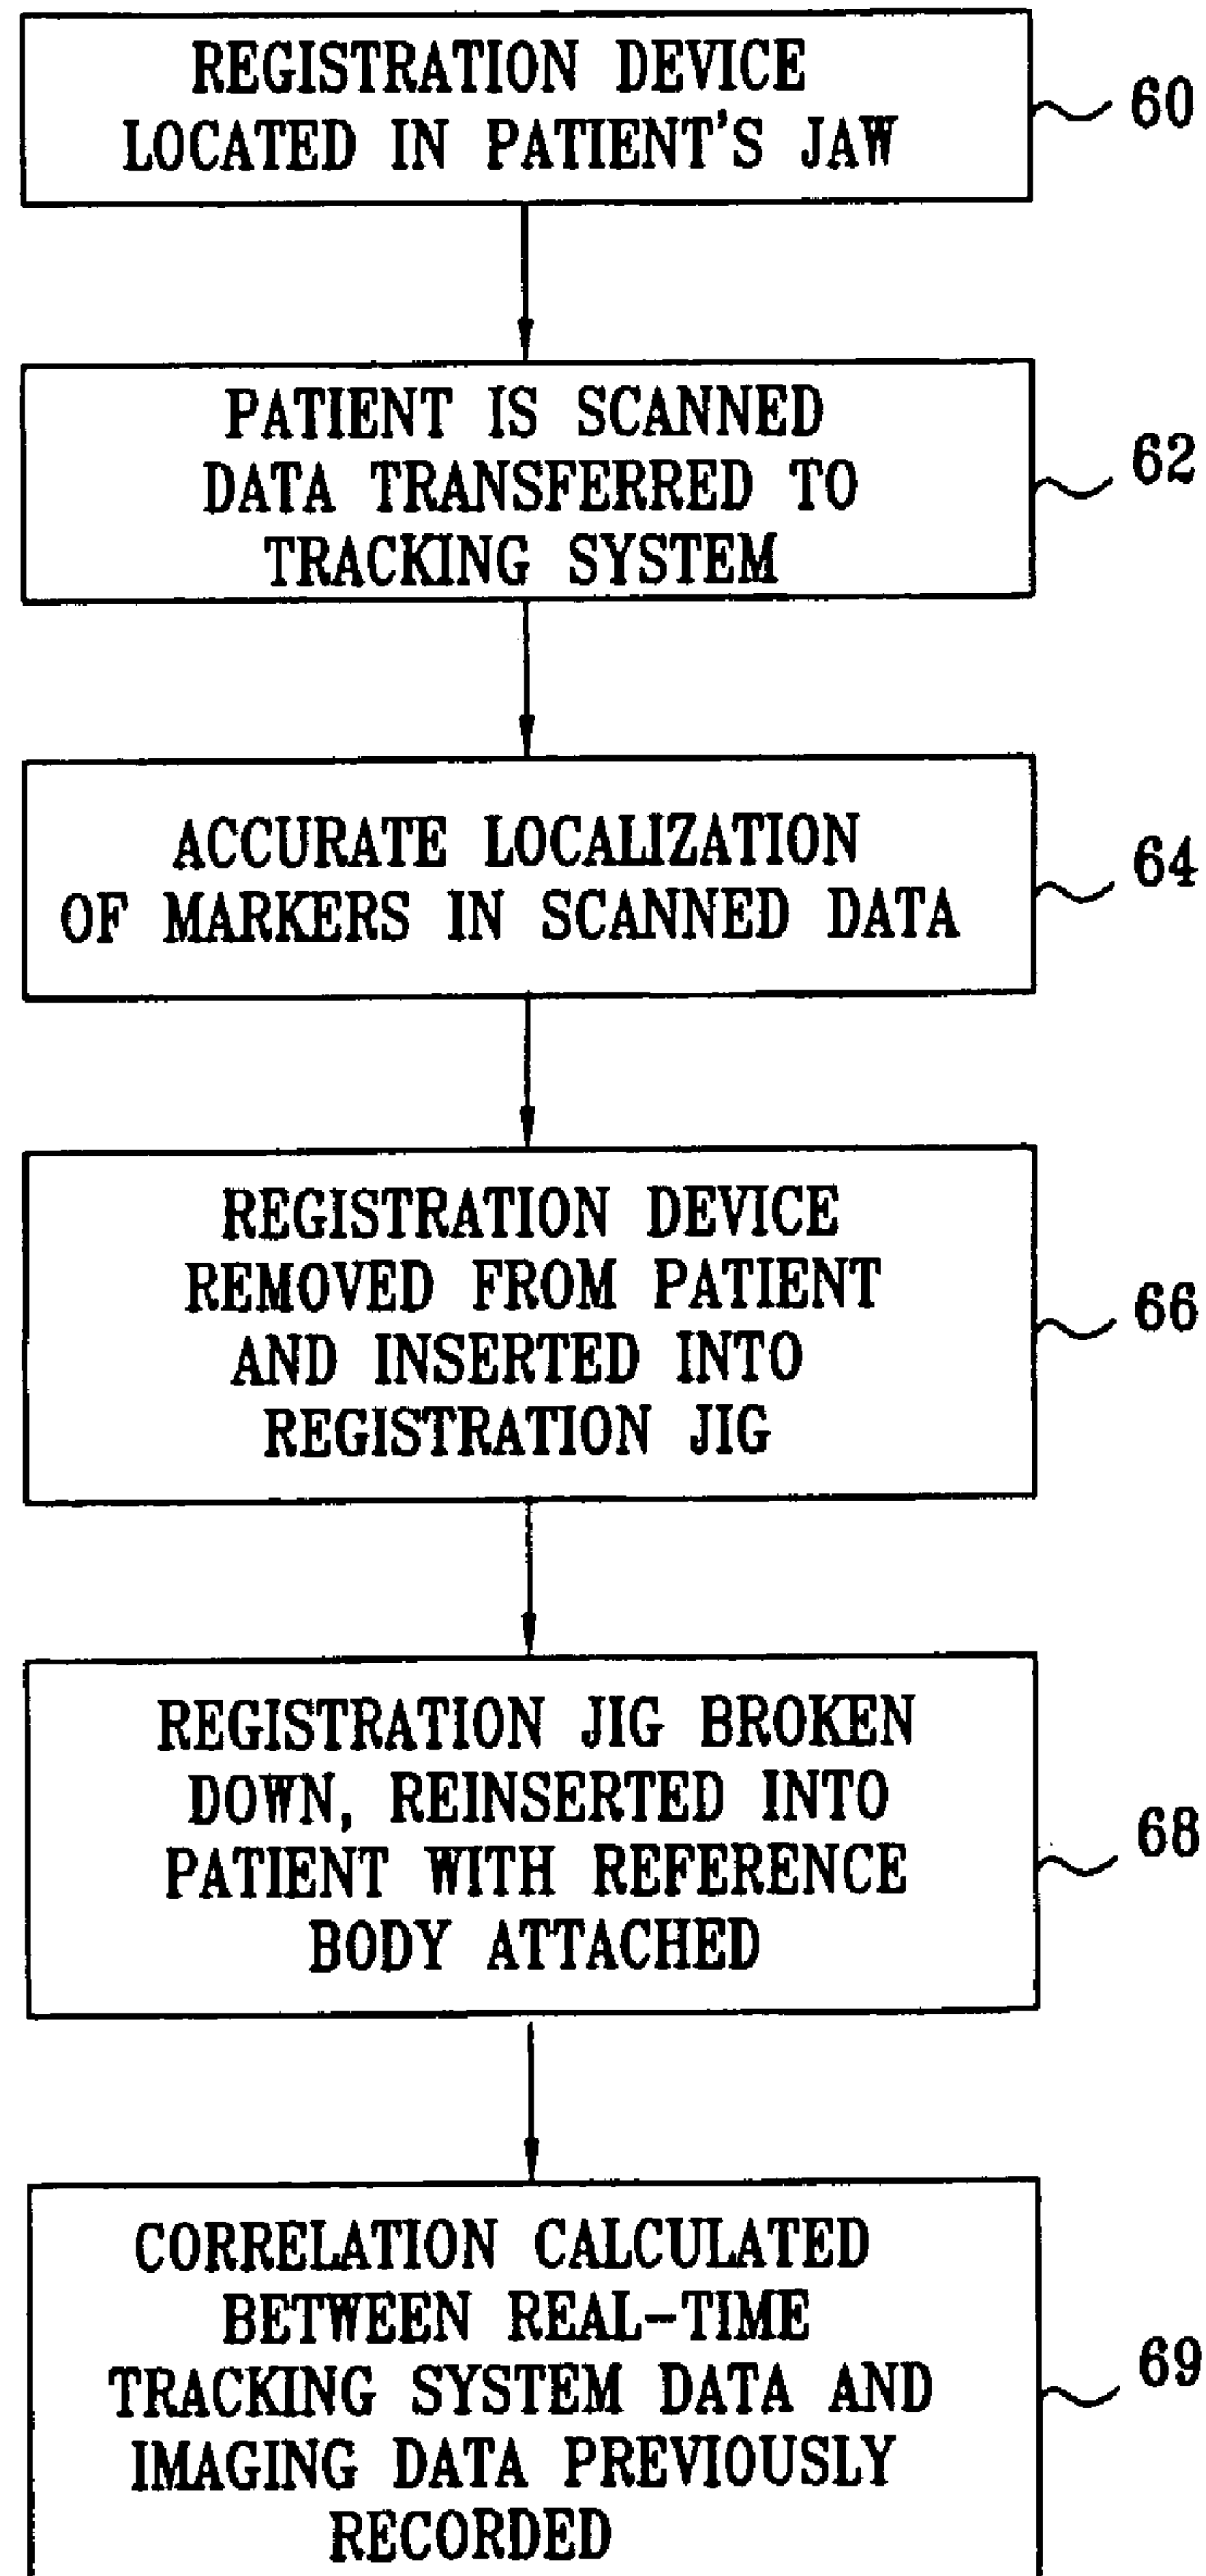 REGISTRATION DEVICE
LOCATED IN PATIENT'S JAW
60
PATIENT IS SCANNED
DATA TRANSFERRED TO
TRACKING SYSTEM
62
ACCURATE LOCALIZATION
OF MARKERS IN SCANNED DATA
64
REGISTRATION DEVICE
REMOVED FROM PATIENT
AND INSERTED INTO
REGISTRATION JIG
66
REGISTRATION JIG BROKEN
DOWN, REINSERTED INTO
PATIENT WITH REFERENCE
BODY ATTACHED
68
CORRELATION CALCULATED
BETWEEN REAL-TIME
TRACKING SYSTEM DATA AND
IMAGING DATA PREVIOUSLY
RECORDED
69